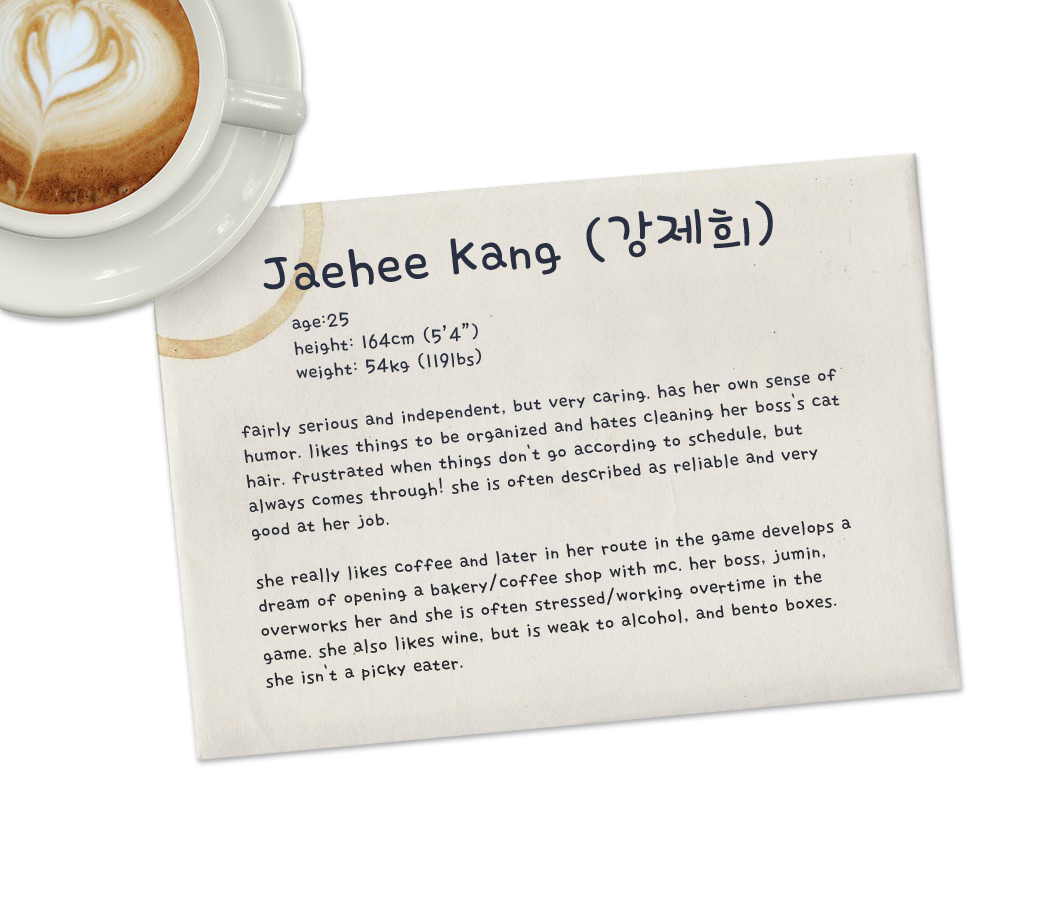 Jaehee Kang (강제희)
age:25
height: 164cm (5'4")
weight: 54kg (119lbs)
fairly serious and independent, but very caring. has her own sense of
humor. likes things to be organized and hates cleaning her boss's cat
hair. frustrated when things don't go according to schedule, but
always comes through! she is often described as reliable and very
good at her job.
she really likes coffee and later in her route in the game develops a
dream of opening a bakery/coffee shop with mc. her boss, jumin,
overworks her and she is often stressed/working overtime in the
game. she also likes wine, but is weak to alcohol, and bento boxes.
she isn't a picky eater.